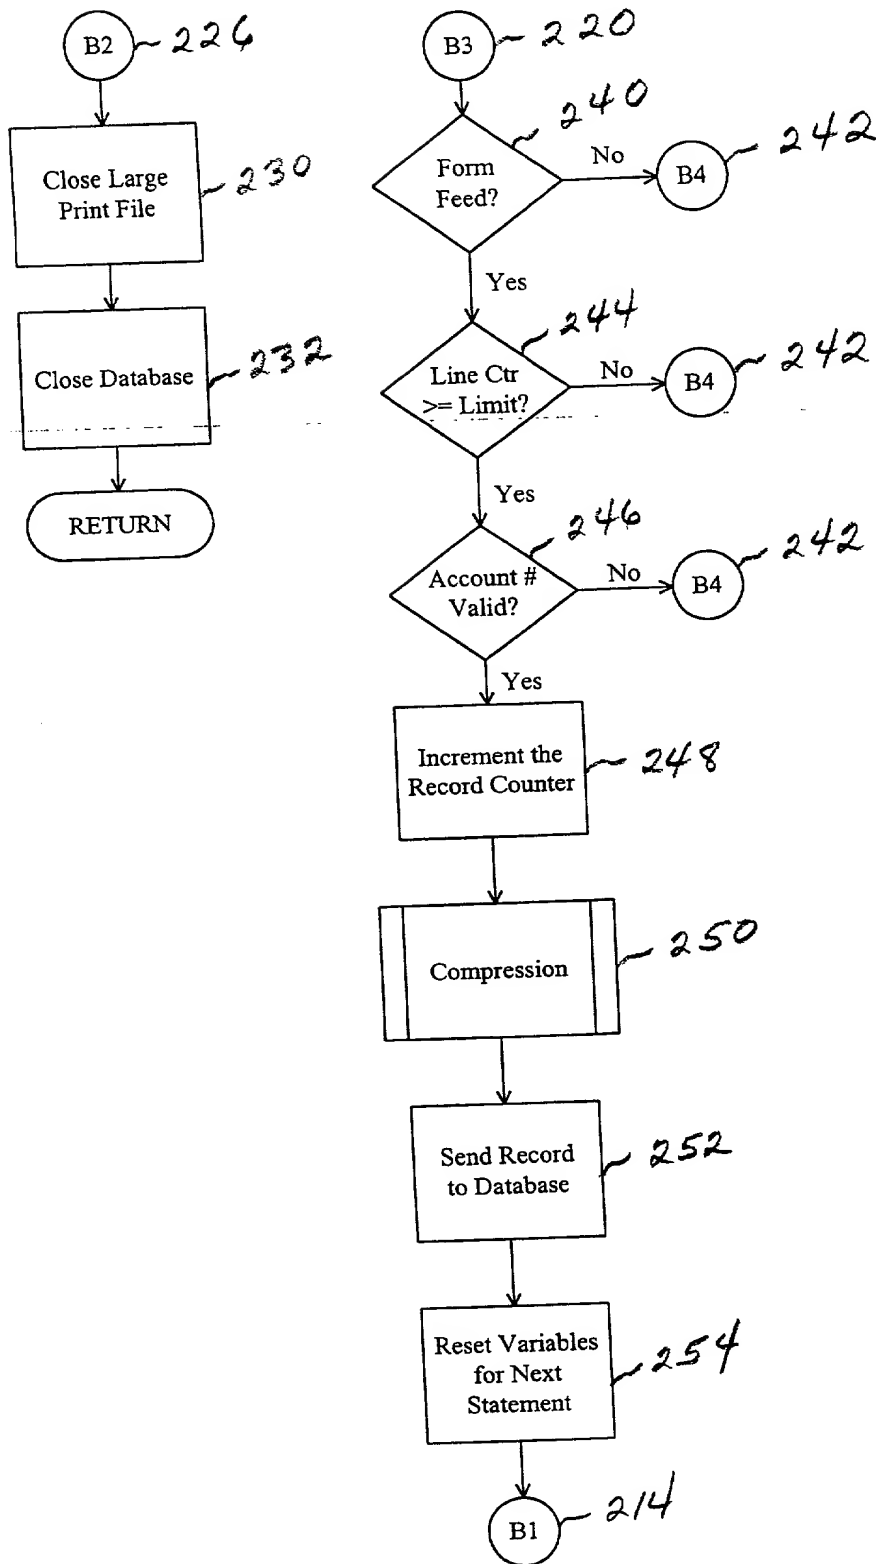 B2 226
Close Large
Print File
230
Close Database
232
RETURN
B3 220
240
Form
Feed?
No
B4
242
Yes
244
Line Ctr
>= Limit?
No
B4
242
Yes
246
Account #
Valid?
No
B4
242
Yes
Increment the
Record Counter
248
Compression
250
Send Record
to Database
252
Reset Variables
for Next
Statement
254
B1
214